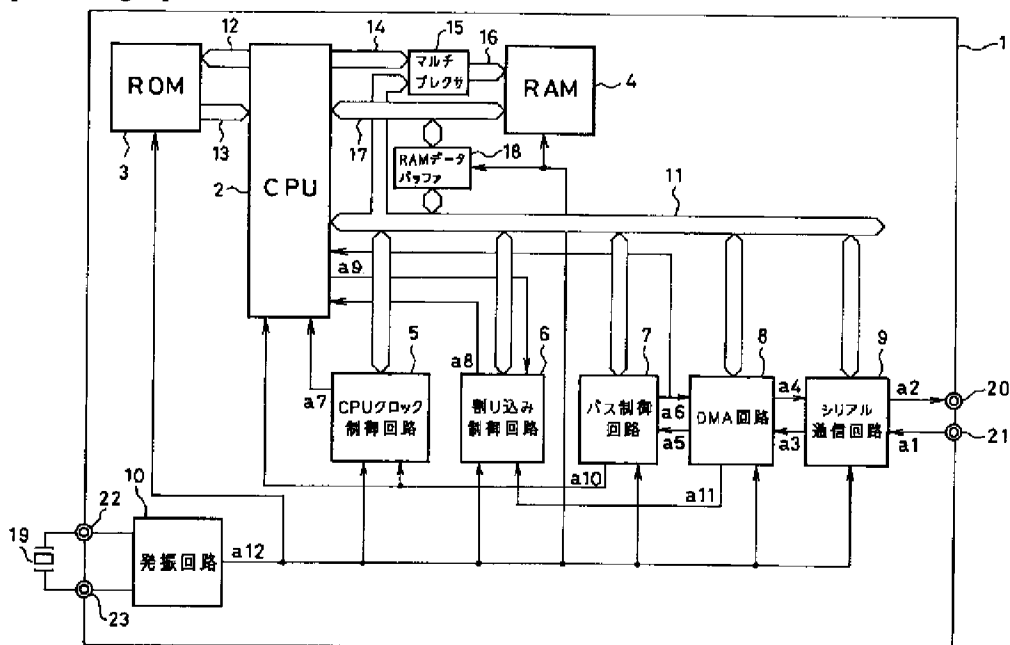 12
14
15
16
1
マルチ
プレクサ
ROM
RAM
4
3
13
17
18
RAMデータ
バッファ
2
CPU
11
a9
a8
5
6
7
8
9
a7
a6
a5
a4
a3
a2
a1
20
21
CPUクロック
制御回路
割り込み
制御回路
バス制御
回路
DMA回路
シリアル
通信回路
a10
a11
10
22
19
発振回路
a12
23